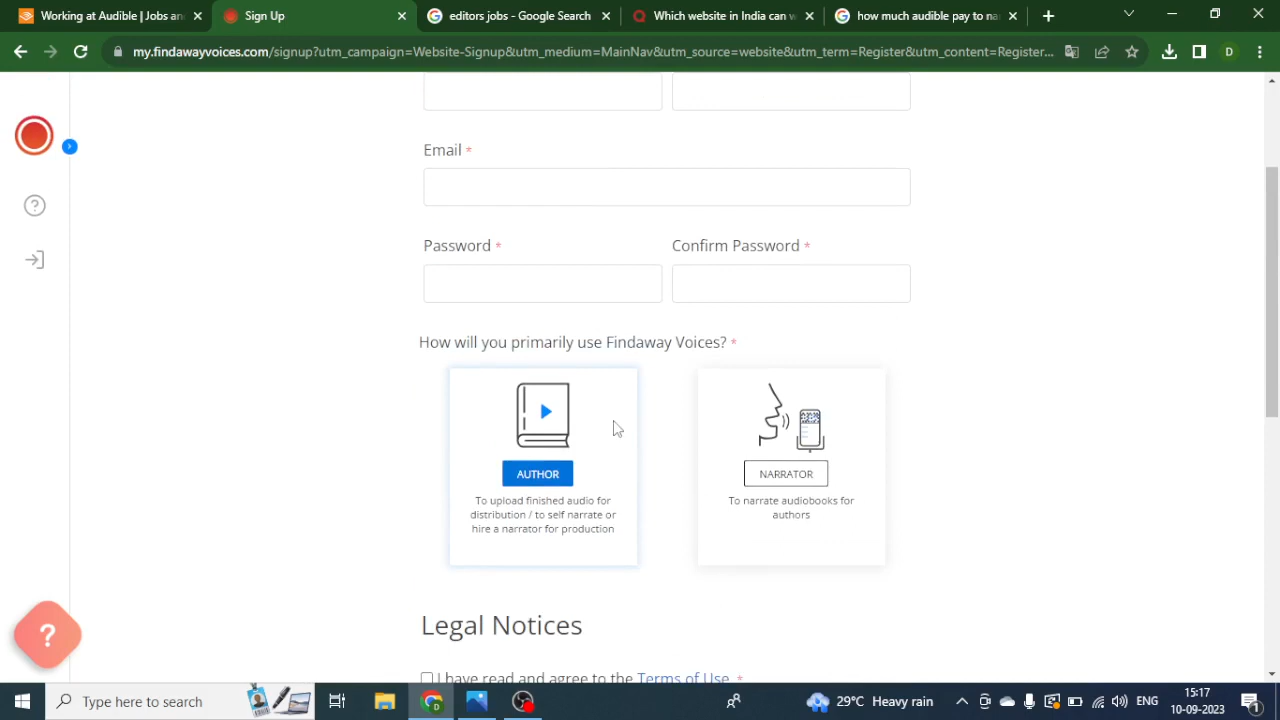 Working at Audible | Jobs and
Sign Up
editors jobs - Google Search
Which website in India can w
how much audible pay to na
my.findawayvoices.com/signup?utm_campaign=Website-Signup&utm_medium=MainNav&utm_source=website&utm_term=Register&utm_content=Register...
D
Email *
Password *
Confirm Password *
How will you primarily use Findaway Voices? *
AUTHOR
To upload finished audio for
distribution / to self narrate or
hire a narrator for production
NARRATOR
To narrate audiobooks for
authors
Legal Notices
I have read and agree to the Terms of Use. *
?
Type here to search
29°C Heavy rain
ENG
15:17
10-09-2023
1